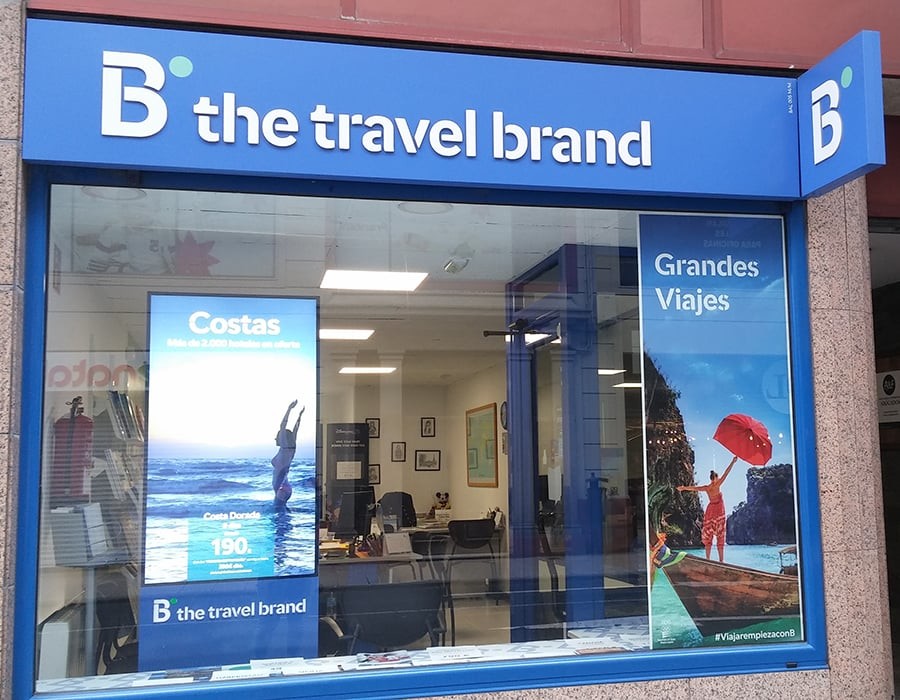 B the travel brand
B
Grandes
Viajes
Costas
Más de 2.000 hoteles en oferta
Costa Dorada
190
B the travel brand
#ViajarempiezaconB